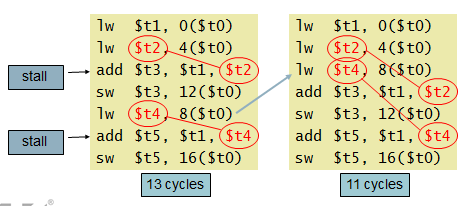 lw $t1, 0($t0)
lw $t2, 4($t0)
stall
add $t3, $t1, $t2
sw $t3, 12($t0)
lw $t4, 8($t0)
stall
add $t5, $t1, $t4
sw $t5, 16($t0)
13 cycles
lw $t1, 0($t0)
lw $t2, 4($t0)
lw $t4, 8($t0)
add $t3, $t1, $t2
sw $t3, 12($t0)
add $t5, $t1, $t4
sw $t5, 16($t0)
11 cycles